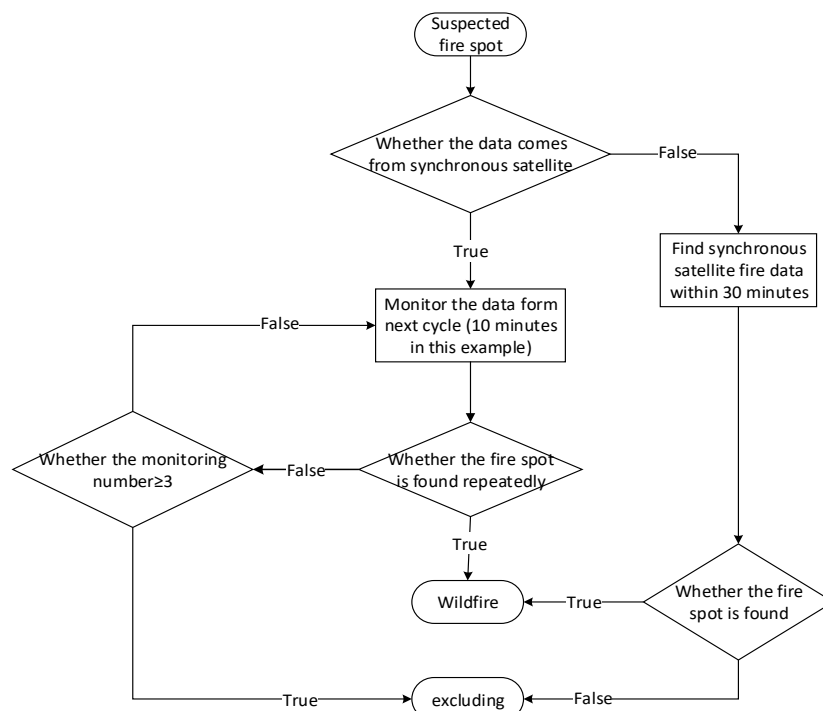 Suspected
fire spot
Whether the data comes
from synchronous satellite
False
True
Find synchronous
satellite fire data
within 30 minutes
Monitor the data form
next cycle (10 minutes
in this example)
False
Whether the monitoring
number≥3
False
Whether the fire spot
is found repeatedly
True
Wildfire
True
Whether the fire
spot is found
True
excluding
False